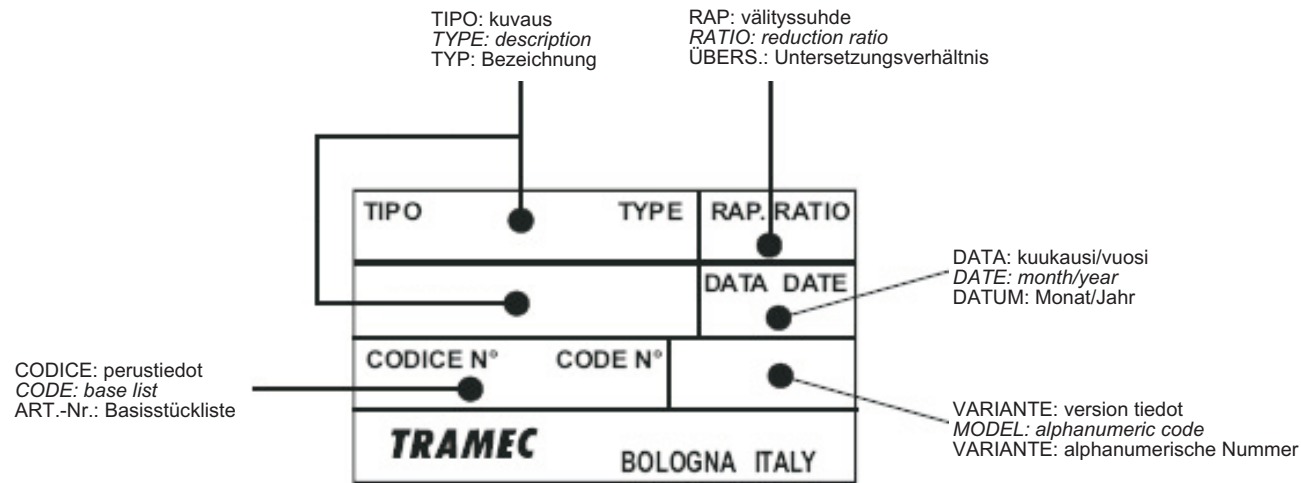 TIPO: kuvaus
TYPE: description
TYP: Bezeichnung
RAP: välityssuhde
RATIO: reduction ratio
ÜBERS.: Untersetzungsverhältnis
TIPO TYPE RAP. RATIO
DATA DATE
DATA: kuukausi/vuosi
DATE: month/year
DATUM: Monat/Jahr
CODICE: perustiedot
CODE: base list
ART.-Nr.: Basisstückliste
CODICE N° CODE N°
VARIANTE: version tiedot
MODEL: alphanumeric code
VARIANTE: alphanumerische Nummer
TRAMEC BOLOGNA ITALY